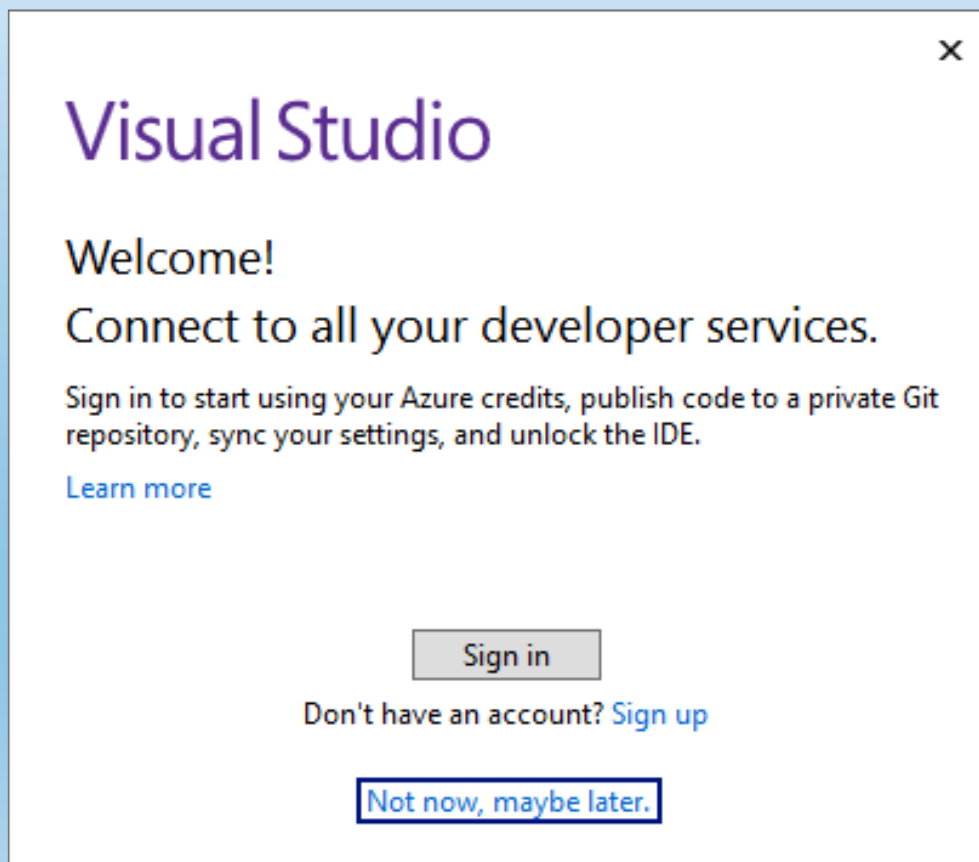 Visual Studio
Welcome!
Connect to all your developer services.
Sign in to start using your Azure credits, publish code to a private Git
repository, sync your settings, and unlock the IDE.
Learn more
Sign in
Don't have an account? Sign up
Not now, maybe later.